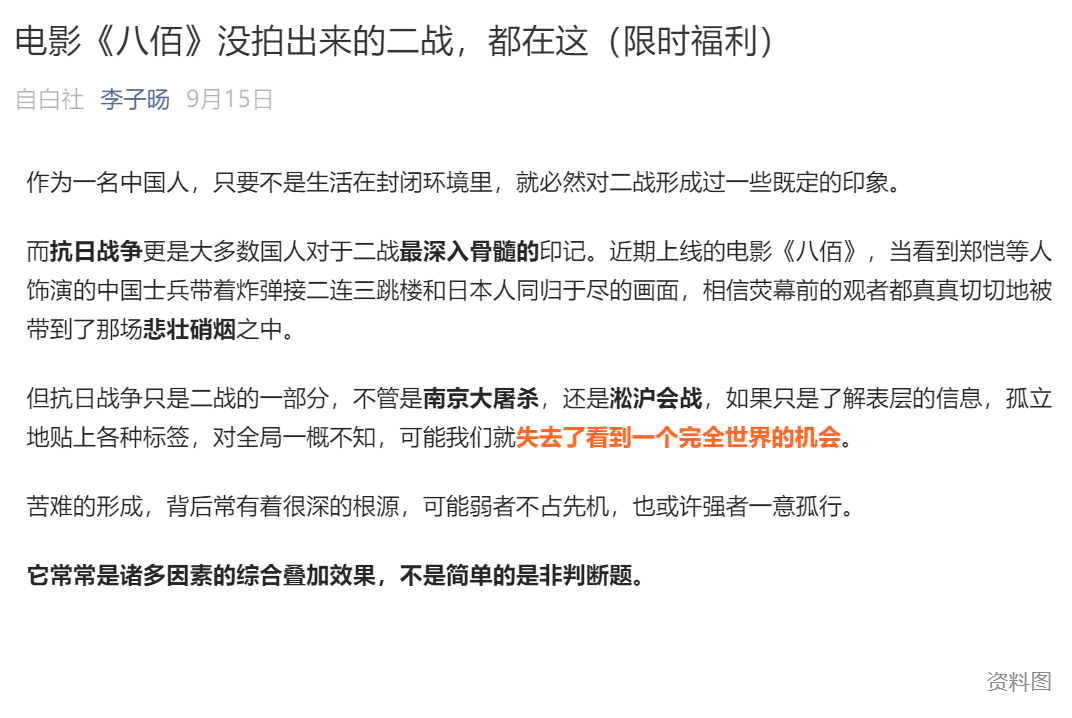 电影《八佰》没拍出来的二战，都在这（限时福利）
自白社 李子旸 9月15日
作为一名中国人，只要不是生活在封闭环境里，就必然对二战形成过一些既定的印象。
而抗日战争更是大多数国人对于二战最深入骨髓的印记。近期上线的电影《八佰》，当看到郑恺等人
饰演的中国士兵带着炸弹接二连三跳楼和日本人同归于尽的画面，相信荧幕前的观者都真真切切地被
带到了那场悲壮硝烟之中。
但抗日战争只是二战的一部分，不管是南京大屠杀，还是淞沪会战，如果只是了解表层的信息，孤立
地贴上各种标签，对全局一概不知，可能我们就失去了看到一个完全世界的机会。
苦难的形成，背后常有着很深的根源，可能弱者不占先机，也或许强者一意孤行。
它常常是诸多因素的综合叠加效果，不是简单的是非判断题。
资料图